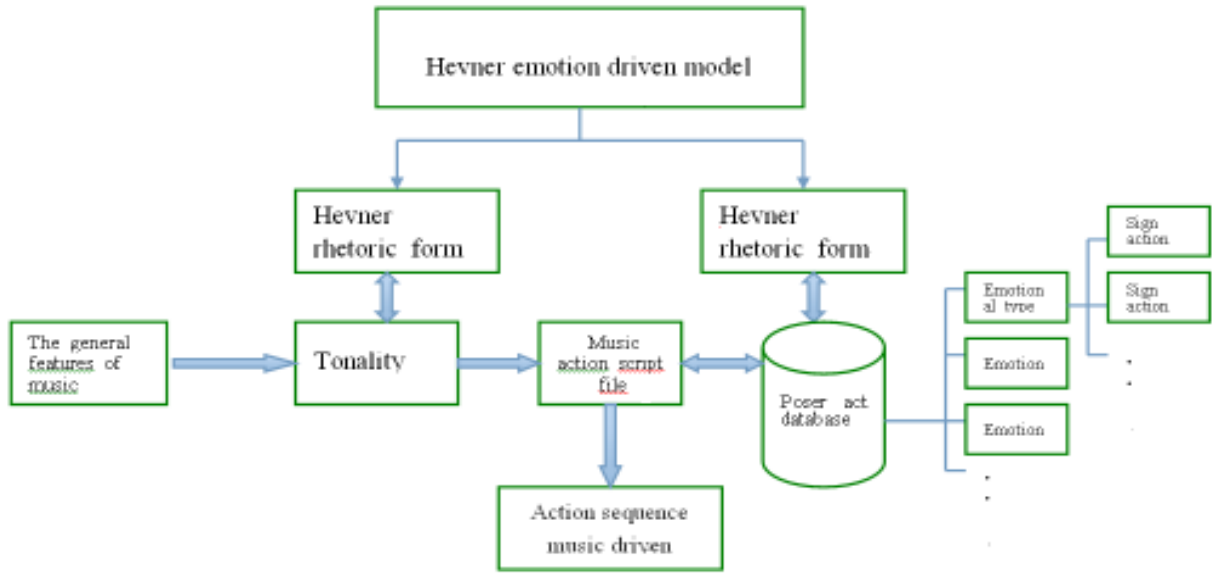 Hevner emotion driven model
Hevner
rhetoric form
Hevner
rhetoric form
Sign
action
Sign
action
Emotion
al type
Emotion
Emotion
The general
features of
music
Tonality
Music
action script
file
Poser act
database
Action sequence
music driven